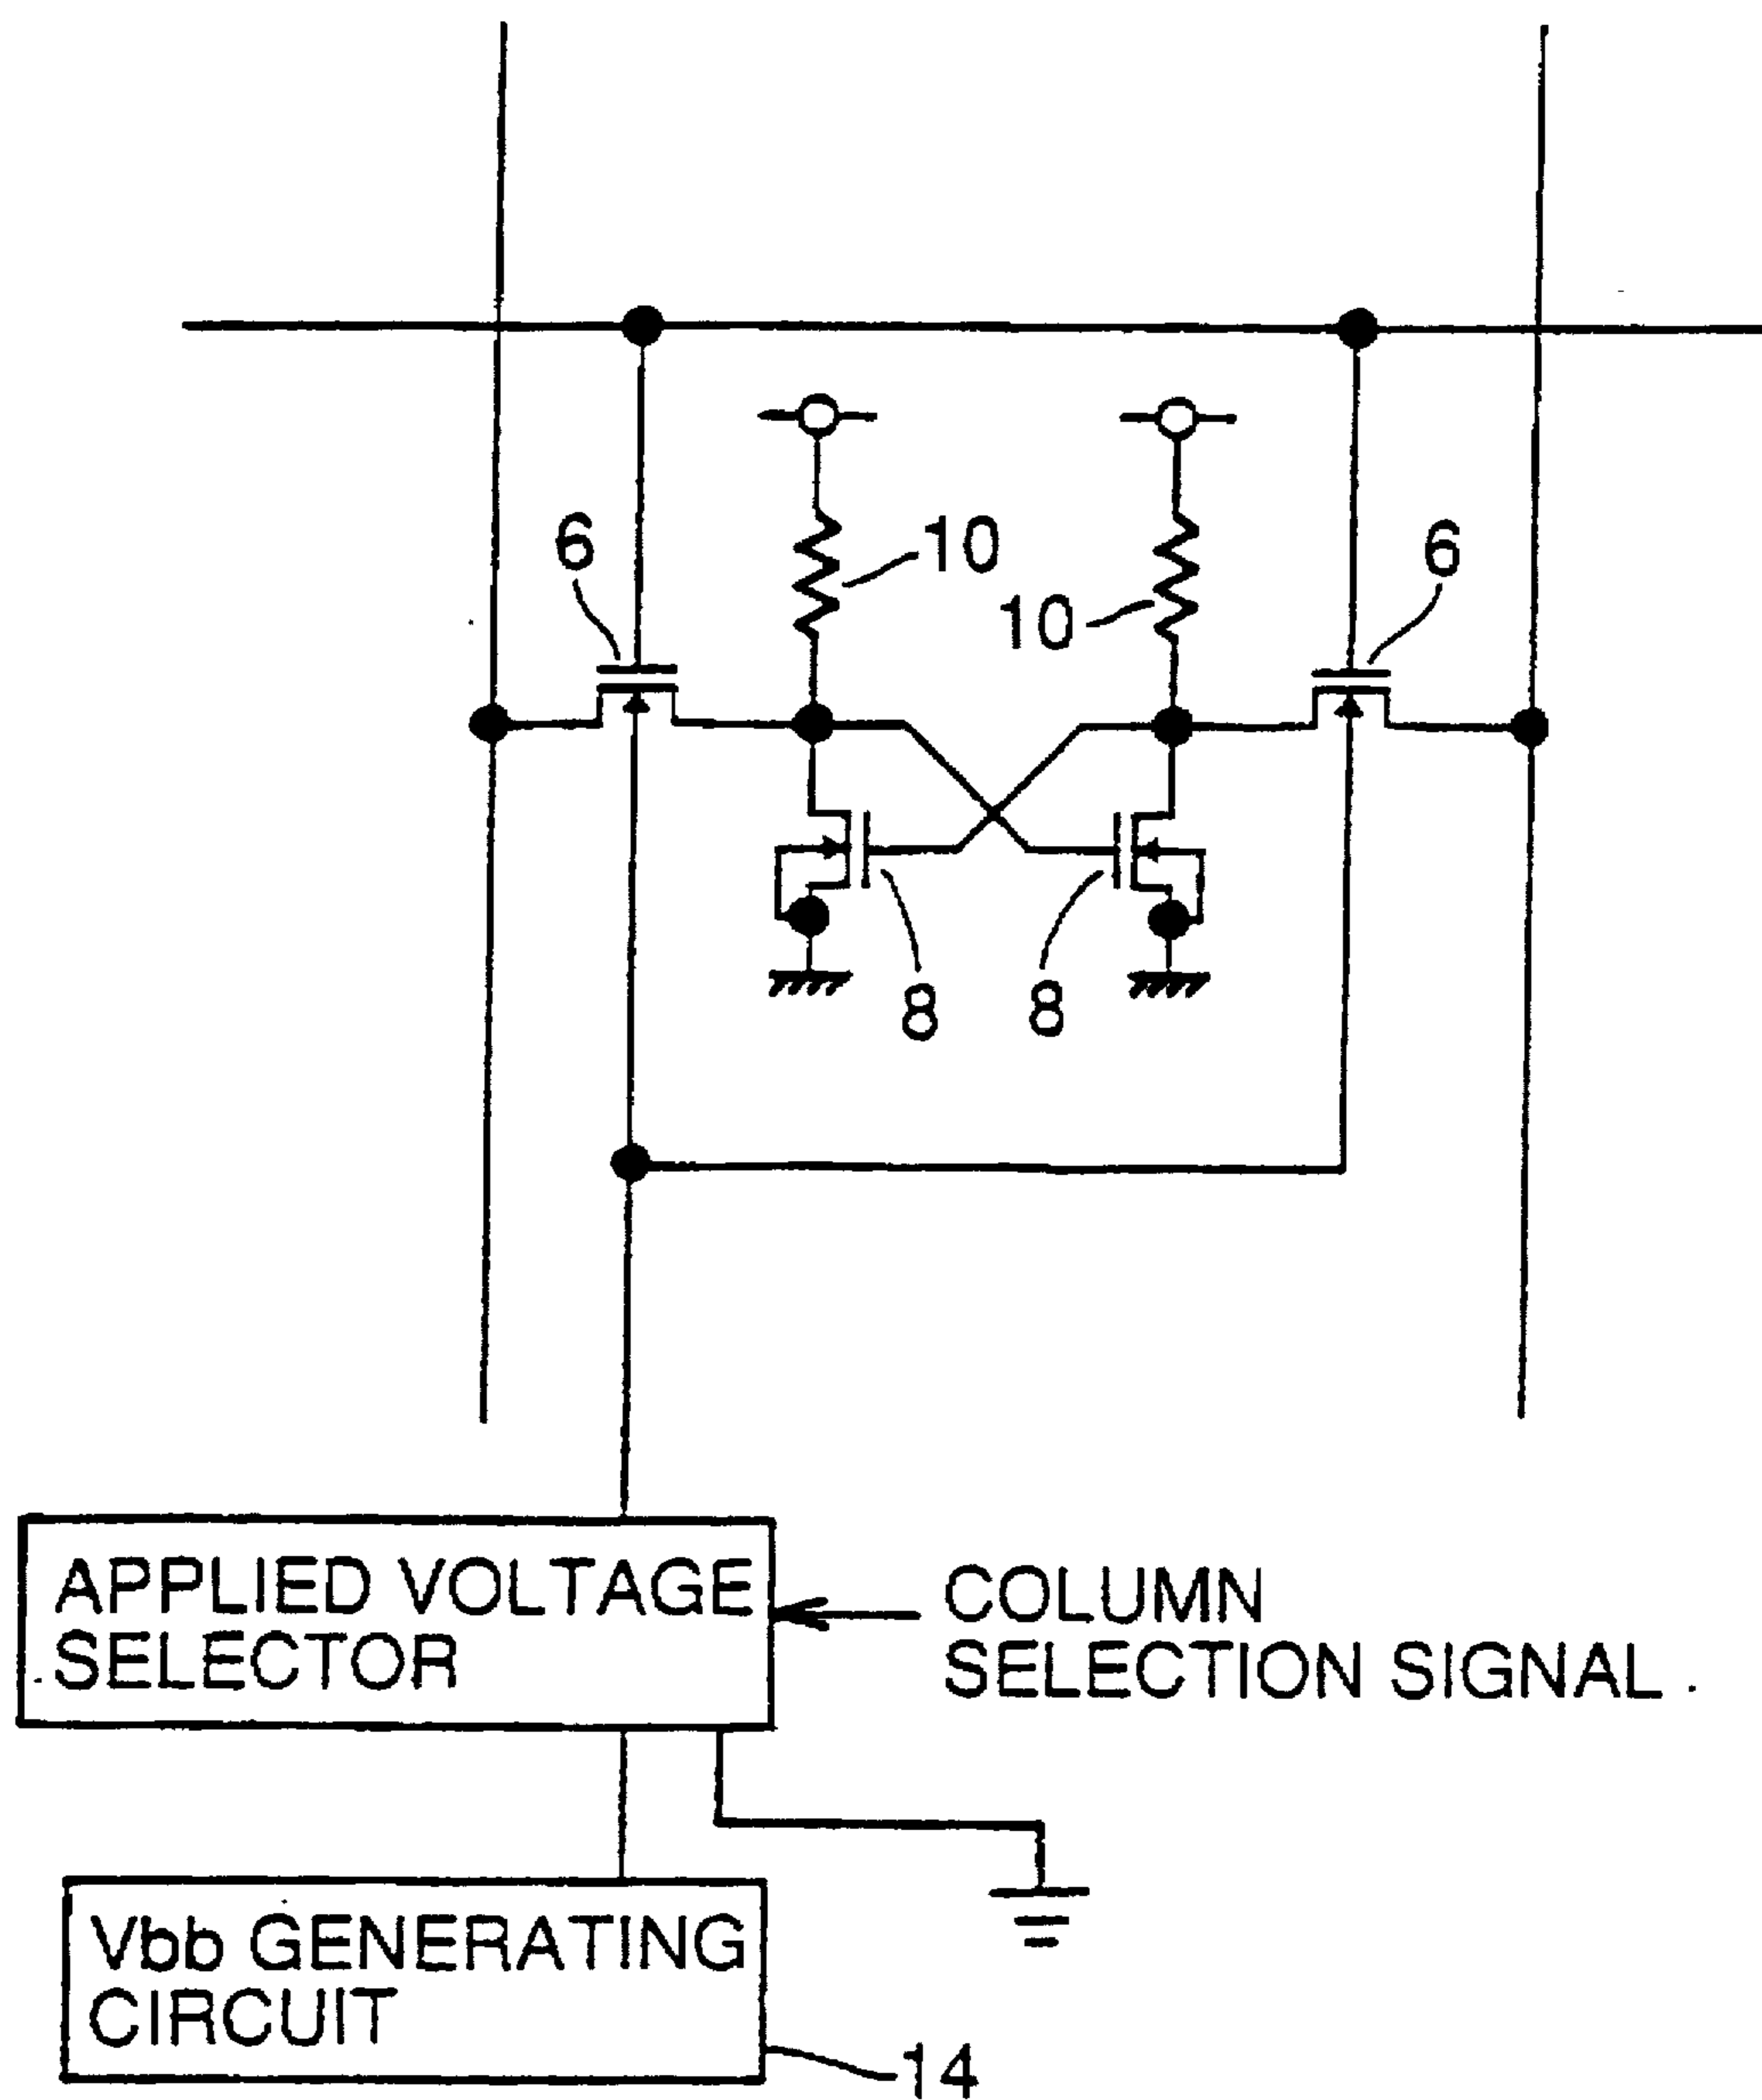 6
10
10
6
8
8
APPLIED VOLTAGE
SELECTOR
COLUMN
SELECTION SIGNAL
Vbb GENERATING
CIRCUIT
14